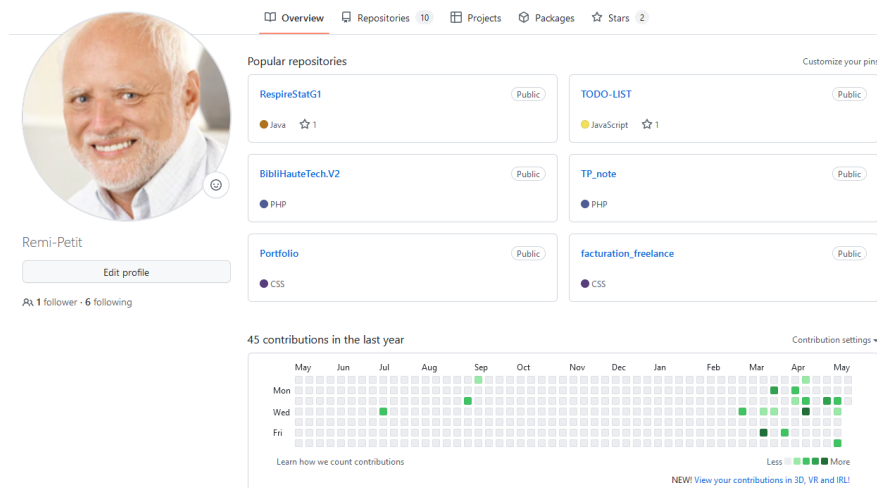 Overview Repositories 10 Projects Packages Stars 2
Popular repositories Customize your pins
RespireStatG1 Public
Java 1
TODO-LIST Public
JavaScript 1
BibliHauteTech.V2 Public
PHP
TP_note Public
PHP
Portfolio Public
CSS
facturation_freelance Public
CSS
Remi-Petit
Edit profile
1 follower · 6 following
45 contributions in the last year Contribution settings
May Jun Jul Aug Sep Oct Nov Dec Jan Feb Mar Apr May
Mon
Wed
Fri
Learn how we count contributions Less More
NEW! View your contributions in 3D, VR and IRL!